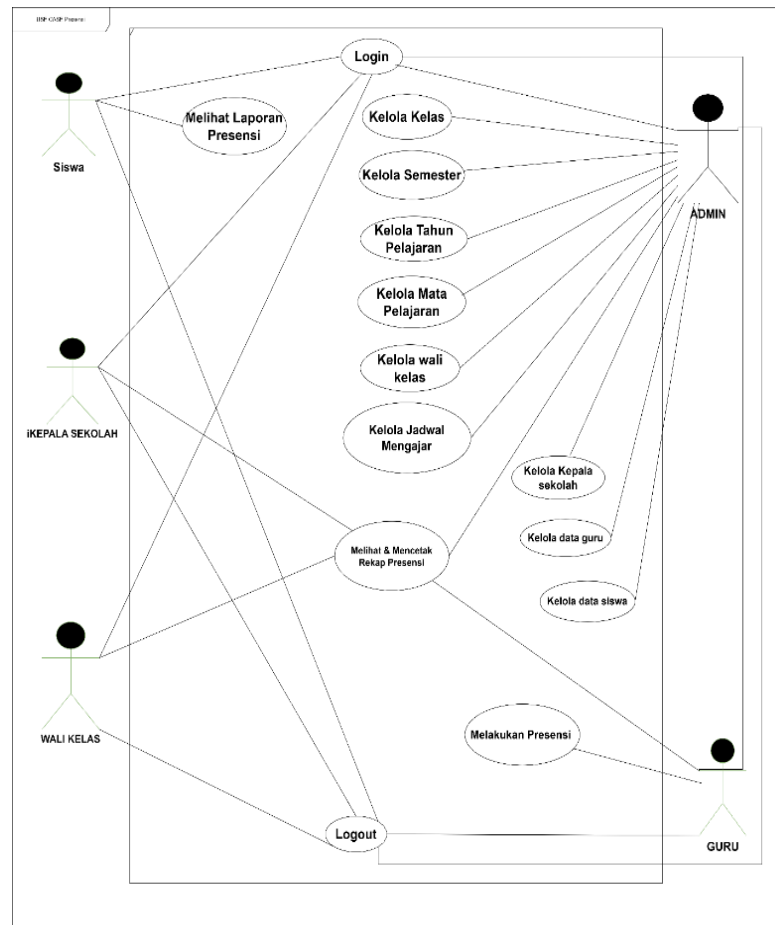 Login
Siswa
Melihat Laporan
Presensi
Kelola Kelas
Kelola Semester
ADMIN
Kelola Tahun
Pelajaran
Kelola Mata
Pelajaran
iKEPALA SEKOLAH
Kelola wali
kelas
Kelola Jadwal
Mengajar
Kelola Kepala
sekolah
Kelola data guru
Melihat & Mencetak
Rekap Presensi
Kelola data siswa
WALI KELAS
Melakukan Presensi
Logout
GURU